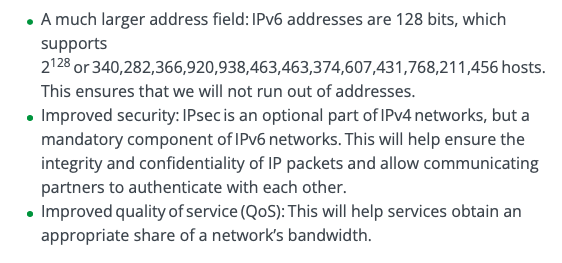 • A much larger address field: IPv6 addresses are 128 bits, which
supports
2¹²⁸ or 340,282,366,920,938,463,463,374,607,431,768,211,456 hosts.
This ensures that we will not run out of addresses.
• Improved security: IPsec is an optional part of IPv4 networks, but a
mandatory component of IPv6 networks. This will help ensure the
integrity and confidentiality of IP packets and allow communicating
partners to authenticate with each other.
• Improved quality of service (QoS): This will help services obtain an
appropriate share of a network’s bandwidth.